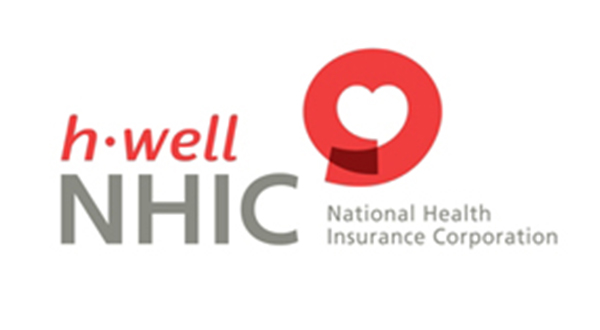 h·well
NHIC
National Health
Insurance Corporation